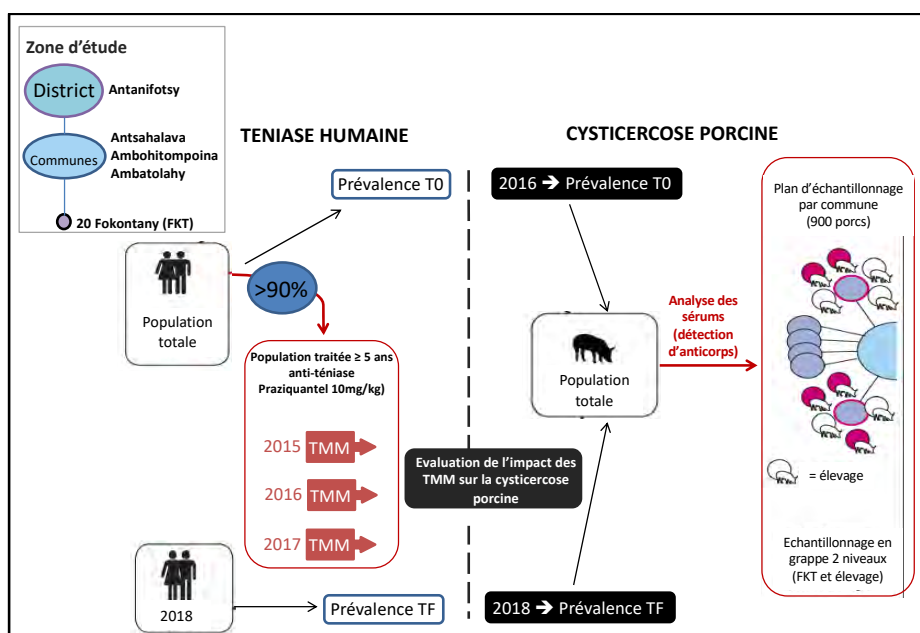 Zone d'étude
District
Antanifotsy
Communes
Antsahalava
Ambohitompoina
Ambatolahy
20 Fokontany (FKT)
TENIASE HUMAINE
Prévalence T0
Population
totale
>90%
Population traitée ≥ 5 ans
anti-téniase
Praziquantel 10mg/kg)
2015 TMM
2016 TMM
2017 TMM
2018
Prévalence TF
Evaluation de l'impact des
TMM sur la cysticercose
porcine
CYSTICERCOSE PORCINE
2016 ➔ Prévalence T0
Population
totale
2018 ➔ Prévalence TF
Analyse des
sérums
(détection
d'anticorps)
Plan d'échantillonnage
par commune
(900 porcs)
= élevage
Echantillonnage en
grappe 2 niveaux
(FKT et élevage)